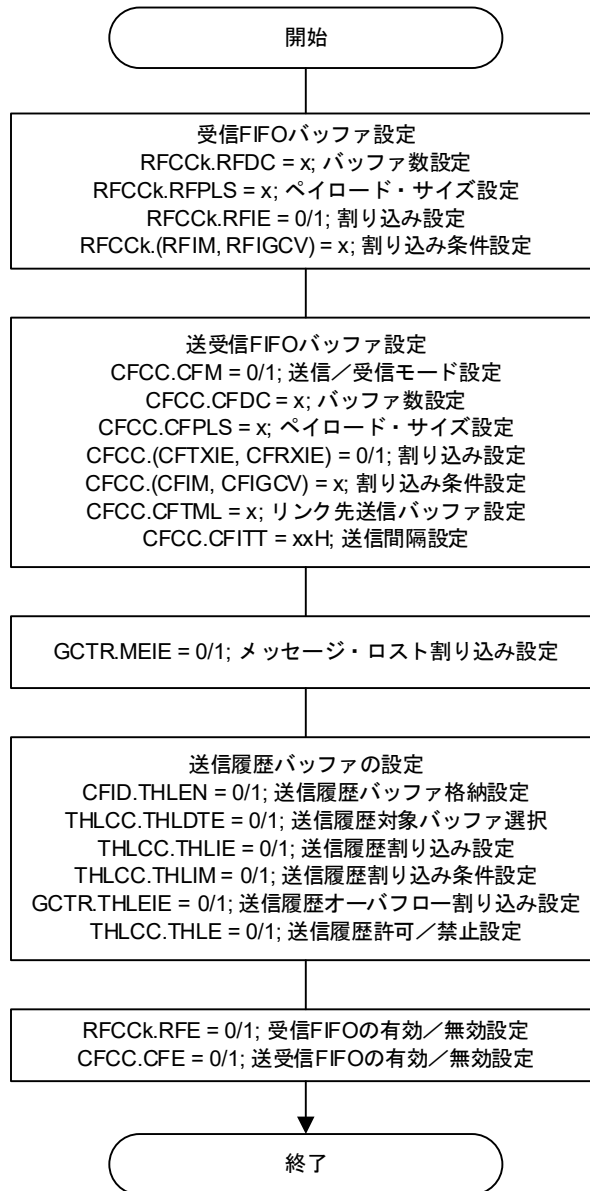 開始
受信FIFOバッファ設定
RFCCk.RFDC = x; バッファ数設定
RFCCk.RFPLS = x; ペイロード・サイズ設定
RFCCk.RFIE = 0/1; 割り込み設定
RFCCk.(RFIM, RFIGCV) = x; 割り込み条件設定
送受信FIFOバッファ設定
CFCC.CFM = 0/1; 送信／受信モード設定
CFCC.CFDC = x; バッファ数設定
CFCC.CFPLS = x; ペイロード・サイズ設定
CFCC.(CFTXIE, CFRXIE) = 0/1; 割り込み設定
CFCC.(CFIM, CFIGCV) = x; 割り込み条件設定
CFCC.CFTML = x; リンク先送信バッファ設定
CFCC.CFITT = xxH; 送信間隔設定
GCTR.MEIE = 0/1; メッセージ・ロスト割り込み設定
送信履歴バッファの設定
CFID.THLEN = 0/1; 送信履歴バッファ格納設定
THLCC.THLDTE = 0/1; 送信履歴対象バッファ選択
THLCC.THLIE = 0/1; 送信履歴割り込み設定
THLCC.THLIM = 0/1; 送信履歴割り込み条件設定
GCTR.THLEIE = 0/1; 送信履歴オーバフロー割り込み設定
THLCC.THLE = 0/1; 送信履歴許可／禁止設定
RFCCk.RFE = 0/1; 受信FIFOの有効／無効設定
CFCC.CFE = 0/1; 送受信FIFOの有効／無効設定
終了